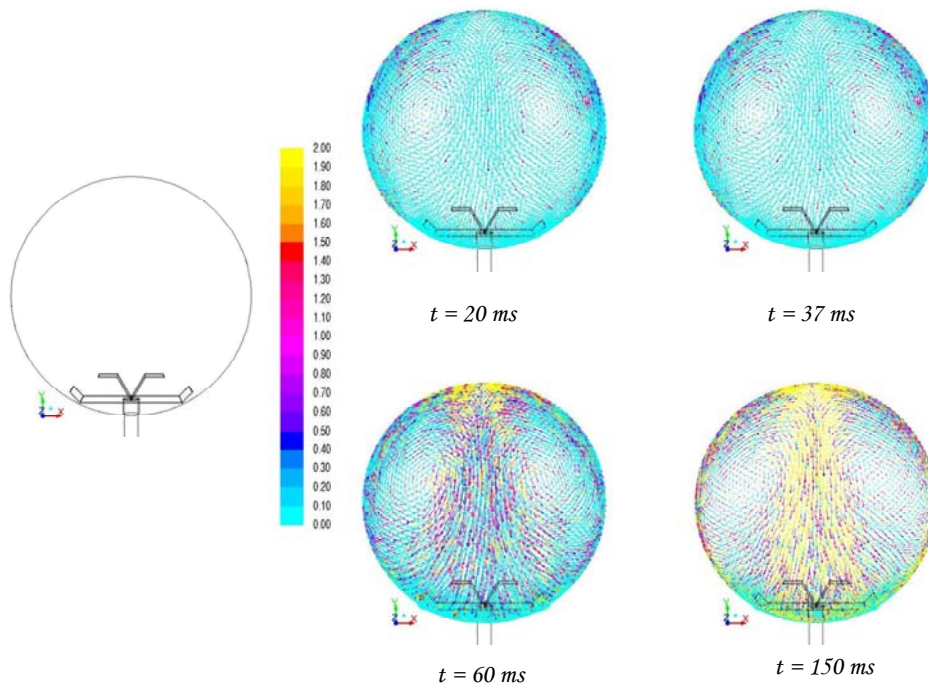 2.00
1.90
1.80
1.70
1.60
1.50
1.40
1.30
1.20
1.10
1.00
0.90
0.80
0.70
0.60
0.50
0.40
0.30
0.20
0.10
0.00
Y
Z X
Y
Z X
t = 20 ms
Y
Z X
t = 37 ms
Y
Z X
t = 60 ms
Y
Z X
t = 150 ms